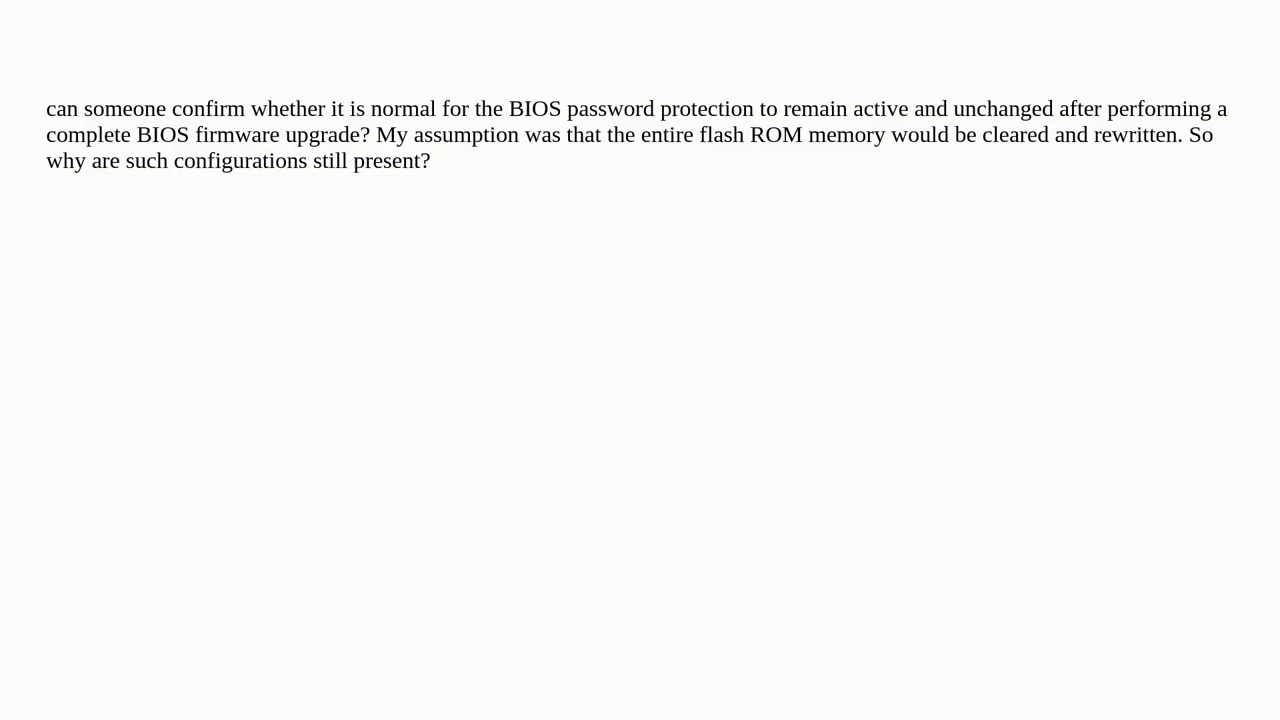 can someone confirm whether it is normal for the BIOS password protection to remain active and unchanged after performing a
complete BIOS firmware upgrade? My assumption was that the entire flash ROM memory would be cleared and rewritten. So
why are such configurations still present?